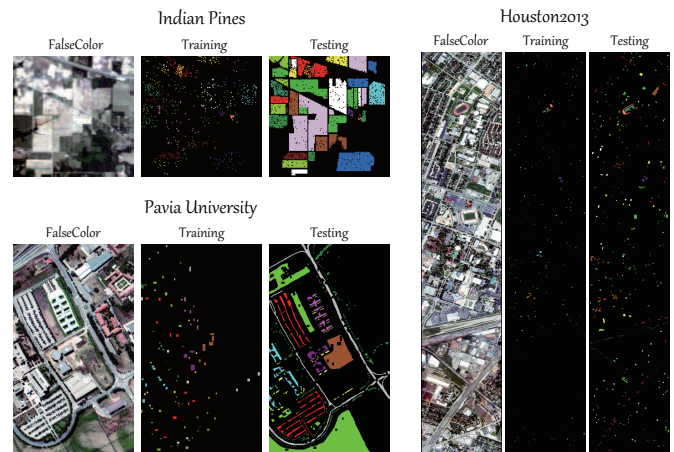 Indian Pines
FalseColor Training Testing
Pavia University
FalseColor Training Testing
Houston2013
FalseColor Training Testing